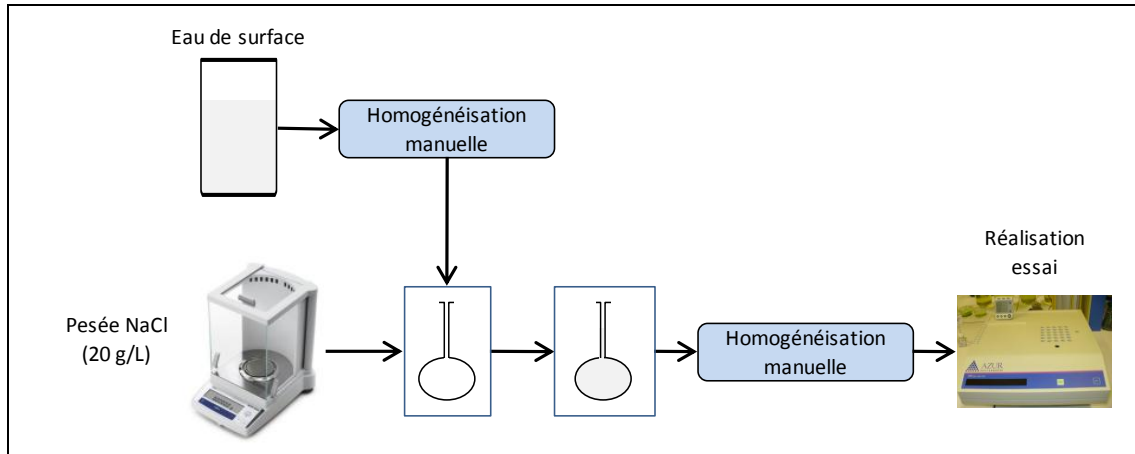 Eau de surface
Homogénéisation
manuelle
Réalisation
essai
Pesée NaCl
(20 g/L)
Homogénéisation
manuelle
AZUR